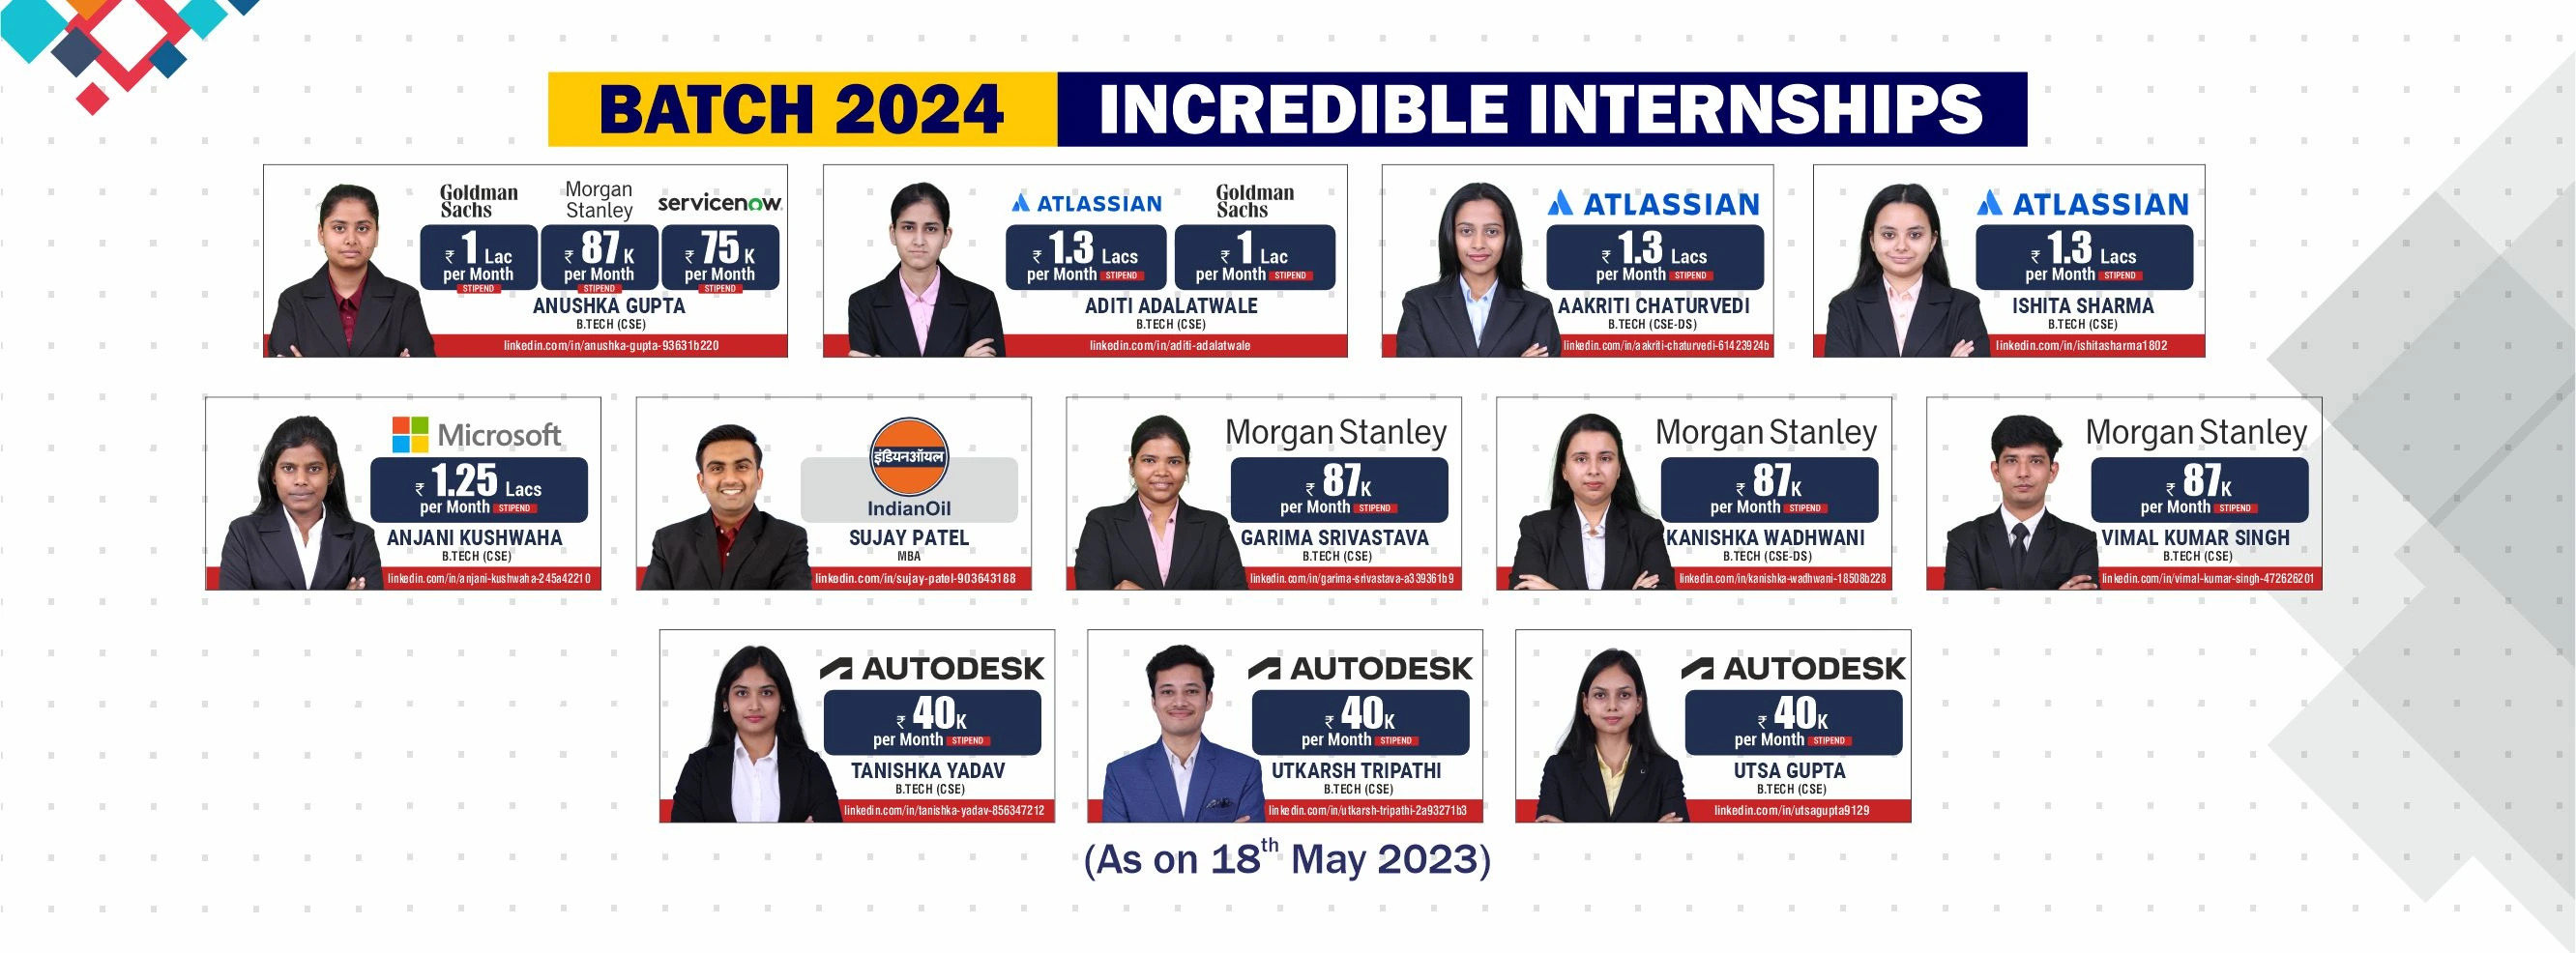 BATCH 2024 INCREDIBLE INTERNSHIPS
Goldman
Sachs
₹ 1 Lac
per Month
STIPEND
Morgan
Stanley
₹ 87 K
per Month
STIPEND
servicenow.
₹ 75 K
per Month
STIPEND
ANUSHKA GUPTA
B.TECH (CSE)
linkedin.com/in/anushka-gupta-93631b220
ATLASSIAN
₹ 1.3 Lacs
per Month STIPEND
Goldman
Sachs
₹ 1 Lac
per Month STIPEND
ADITI ADALATWALE
B.TECH (CSE)
linkedin.com/in/aditi-adalatwale
ATLASSIAN
₹ 1.3 Lacs
per Month STIPEND
AAKRITI CHATURVEDI
B.TECH (CSE-DS)
linkedin.com/in/aakriti-chaturvedi-61423924b
ATLASSIAN
₹ 1.3 Lacs
per Month STIPEND
ISHITA SHARMA
B.TECH (CSE)
linkedin.com/in/ishitasharma1802
Microsoft
₹ 1.25 Lacs
per Month STIPEND
ANJANI KUSHWAHA
B.TECH (CSE)
linkedin.com/in/anjani-kushwaha-245a42210
इंडियनऑयल
IndianOil
SUJAY PATEL
MBA
linkedin.com/in/sujay-patel-903643188
Morgan Stanley
₹ 87K
per Month STIPEND
GARIMA SRIVASTAVA
B.TECH (CSE)
linkedin.com/in/garima-srivastava-a339361b9
Morgan Stanley
₹ 87K
per Month STIPEND
KANISHKA WADHWANI
B.TECH (CSE-DS)
linkedin.com/in/kanishka-wadhwani-18508b228
Morgan Stanley
₹ 87K
per Month STIPEND
VIMAL KUMAR SINGH
B.TECH (CSE)
linkedin.com/in/vimal-kumar-singh-472626201
AUTODESK
₹ 40K
per Month STIPEND
TANISHKA YADAV
B.TECH (CSE)
linkedin.com/in/tanishka-yadav-856347212
AUTODESK
₹ 40K
per Month STIPEND
UTKARSH TRIPATHI
B.TECH (CSE)
linkedin.com/in/utkarsh-tripathi-2a93271b3
AUTODESK
₹ 40K
per Month STIPEND
UTSA GUPTA
B.TECH (CSE)
linkedin.com/in/utsagupta9129
(As on 18th May 2023)